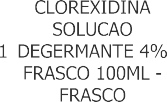 CLOREXIDINA
SOLUCAO
1 DEGERMANTE 4%
FRASCO 100ML -
FRASCO